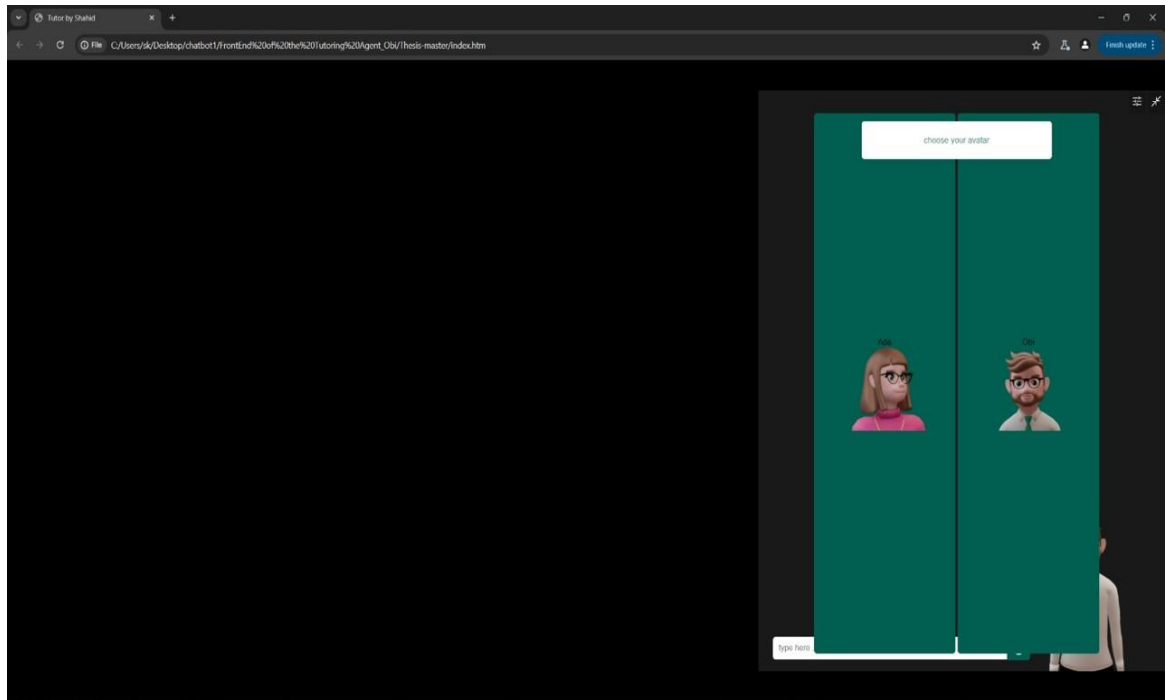 Tutor by Shahid
File
C:/Users/sk/Desktop/chatbot1/FrontEnd%20of%20the%20Tutoring%20Agent_Obi/Thesis-master/index.htm
Finish update
choose your avatar
Ada
Obi
type here